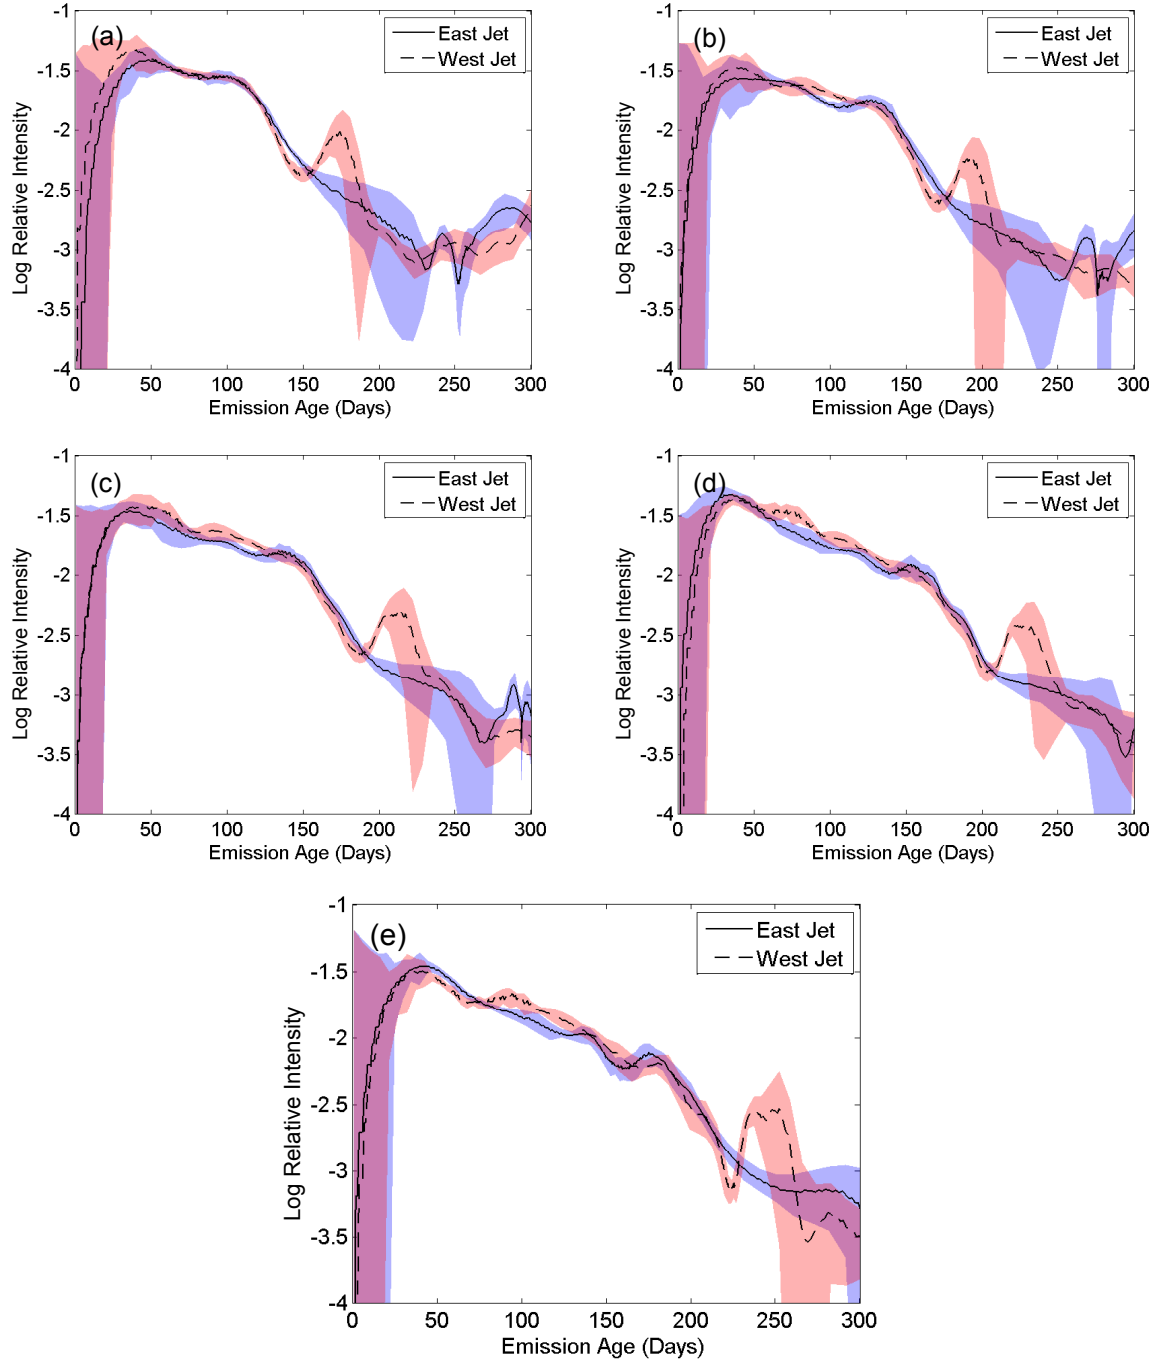 (a)
East Jet
West Jet
Log Relative Intensity
-1
-1.5
-2
-2.5
-3
-3.5
-4
0 50 100 150 200 250 300
Emission Age (Days)
(b)
East Jet
West Jet
Log Relative Intensity
-1
-1.5
-2
-2.5
-3
-3.5
-4
0 50 100 150 200 250 300
Emission Age (Days)
(c)
East Jet
West Jet
Log Relative Intensity
-1
-1.5
-2
-2.5
-3
-3.5
-4
0 50 100 150 200 250 300
Emission Age (Days)
(d)
East Jet
West Jet
Log Relative Intensity
-1
-1.5
-2
-2.5
-3
-3.5
-4
0 50 100 150 200 250 300
Emission Age (Days)
(e)
East Jet
West Jet
Log Relative Intensity
-1
-1.5
-2
-2.5
-3
-3.5
-4
0 50 100 150 200 250 300
Emission Age (Days)